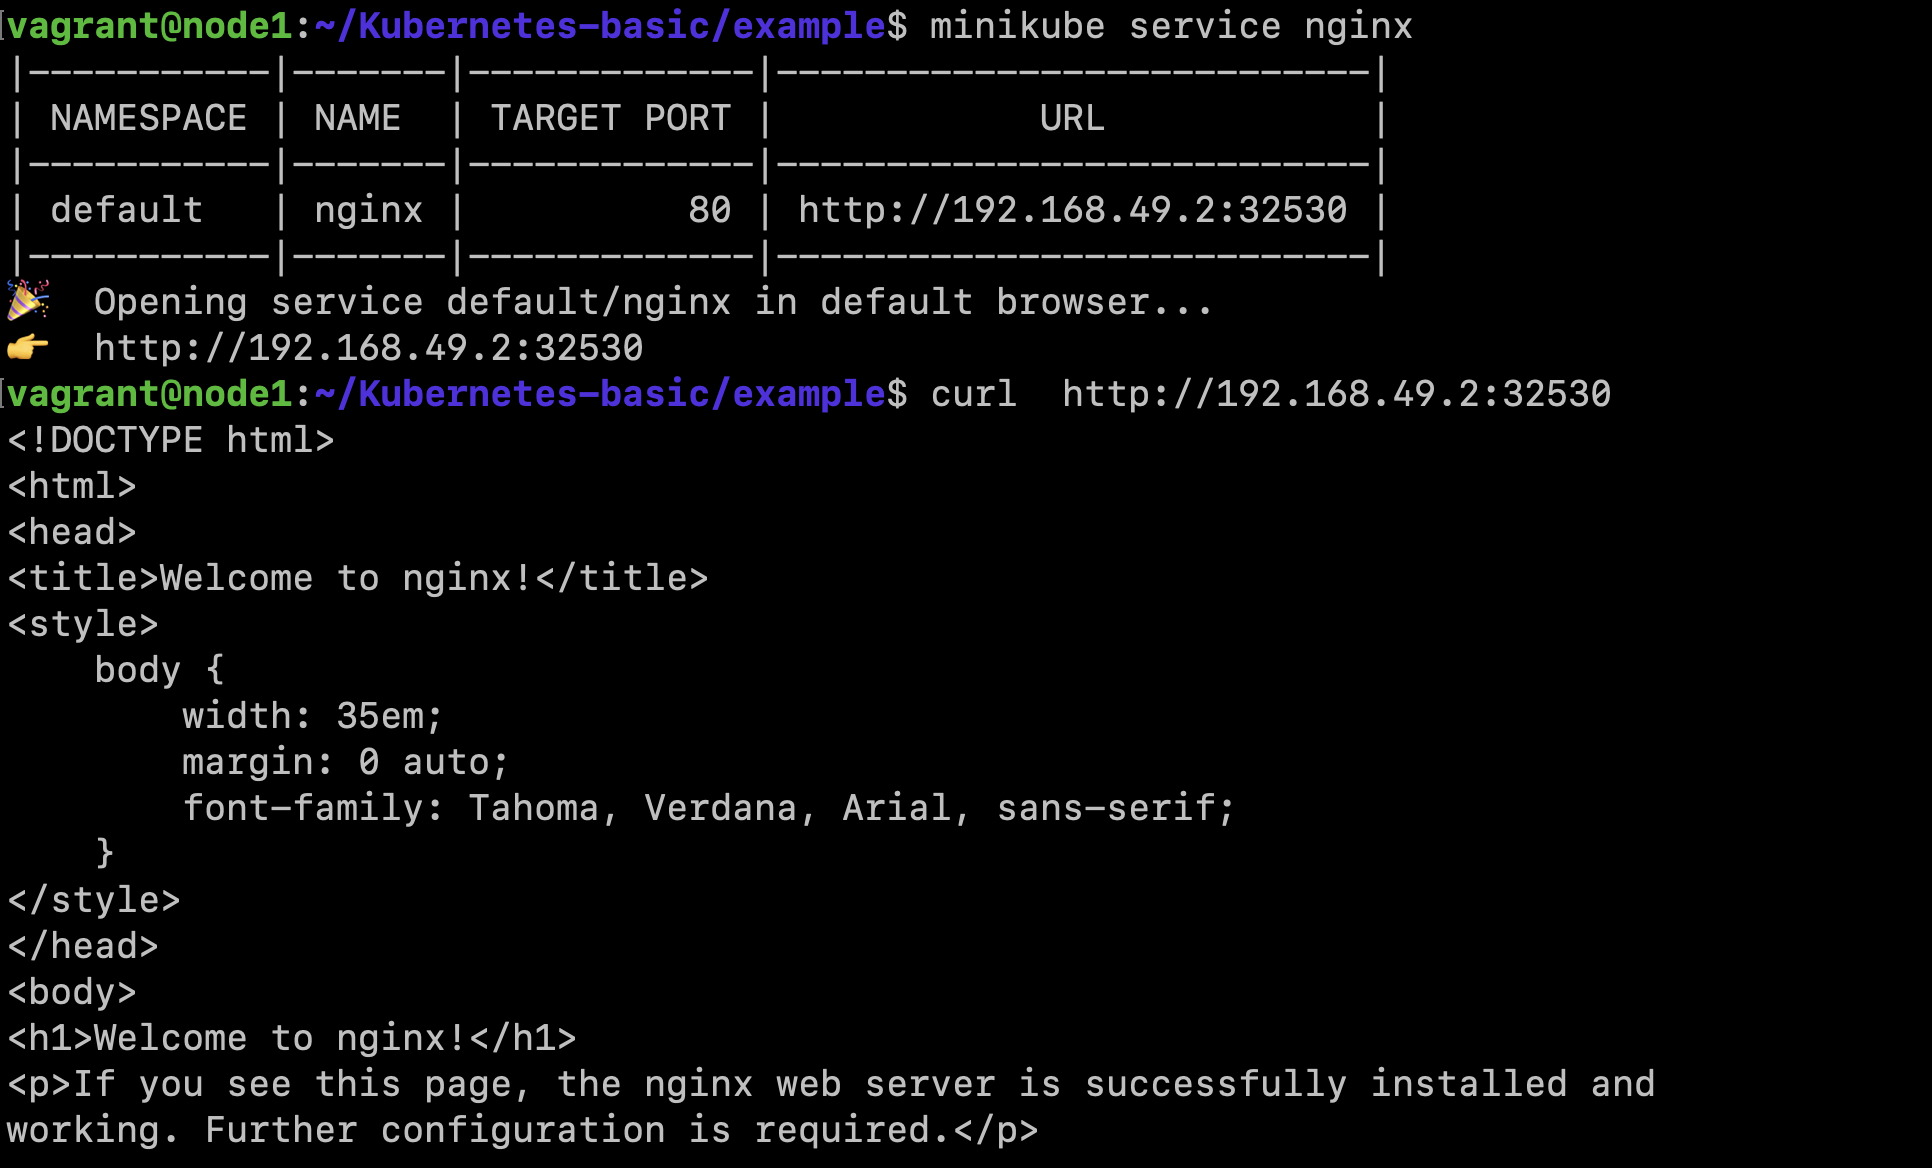 vagrant@node1:~/Kubernetes-basic/example$ minikube service nginx
|-----------|-------|-------------|---------------------------|
| NAMESPACE | NAME  | TARGET PORT |            URL            |
|-----------|-------|-------------|---------------------------|
| default   | nginx |          80 | http://192.168.49.2:32530 |
|-----------|-------|-------------|---------------------------|
🎉  Opening service default/nginx in default browser...
👉  http://192.168.49.2:32530
vagrant@node1:~/Kubernetes-basic/example$ curl  http://192.168.49.2:32530
<!DOCTYPE html>
<html>
<head>
<title>Welcome to nginx!</title>
<style>
    body {
        width: 35em;
        margin: 0 auto;
        font-family: Tahoma, Verdana, Arial, sans-serif;
    }
</style>
</head>
<body>
<h1>Welcome to nginx!</h1>
<p>If you see this page, the nginx web server is successfully installed and
working. Further configuration is required.</p>